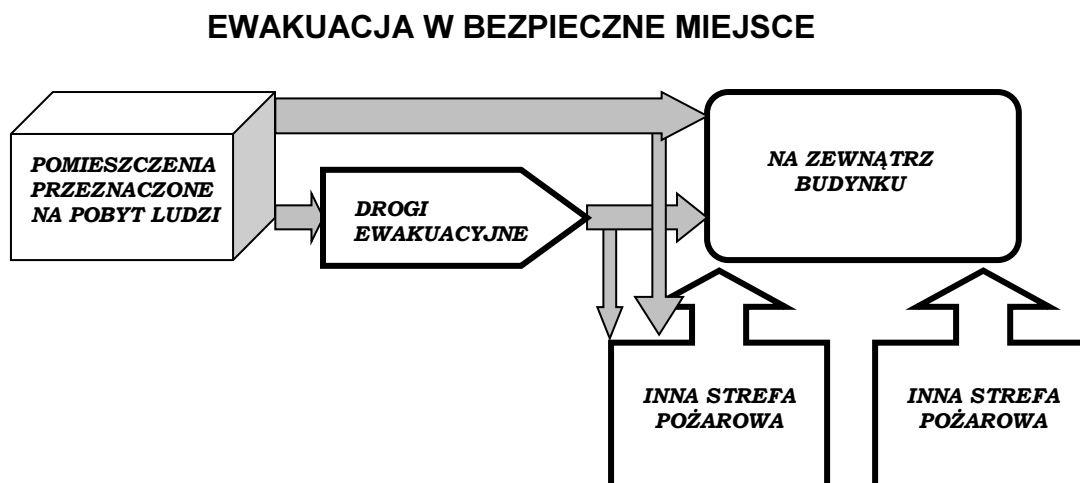 EWAKUACJA W BEZPIECZNE MIEJSCE
POMIESZCZENIA
PRZEZNACZONE
NA POBYT LUDZI
DROGI
EWAKUACYJNE
NA ZEWNĄTRZ
BUDYNKU
INNA STREFA
POŻAROWA
INNA STREFA
POŻAROWA